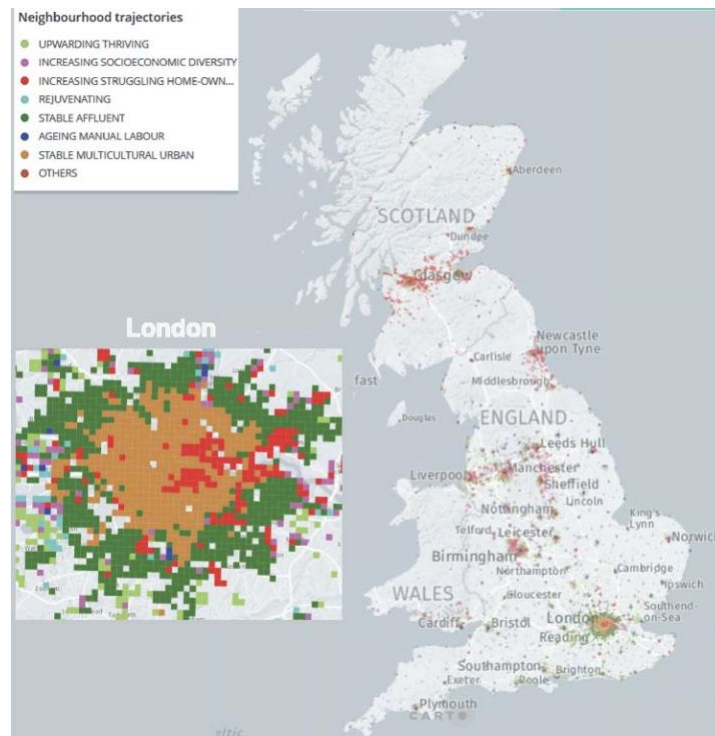 Neighbourhood trajectories
UPWARDING THRIVING
INCREASING SOCIOECONOMIC DIVERSITY
INCREASING STRUGGLING HOME-OWN...
REJUVENATING
STABLE AFFLUENT
AGEING MANUAL LABOUR
STABLE MULTICULTURAL URBAN
OTHERS
Aberdeen
SCOTLAND
Dundee
Glasgow
London
Newcastle
upon Tyne
Carlisle
fast
Middlesbrough
Douglas
ENGLAND
Leeds Hull
Liverpool
Manchester
Sheffield
Lincoln
Nottingham
King's
Lynn
Norwich
Telford
Leicester
Birmingham
Northampton
Cambridge
Ipswich
WALES
Gloucester
Southend-
on-Sea
London
Cardiff
Bristol
Reading
Southampton
Brighton
Exeter
Poole
Plymouth
CARTO
eltic